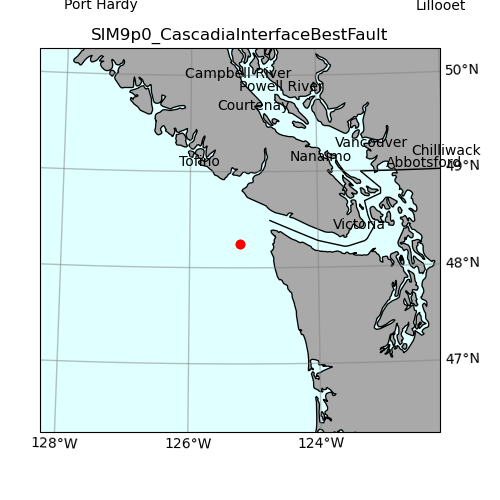 Port Hardy
Lillooet
SIM9p0_CascadiaInterfaceBestFault
50°N
Campbell River
Powell River
Courtenay
Vancouver
Chilliwack
Nanaimo
Abbotsford
Tofino
49°N
Victoria
48°N
47°N
128°W
126°W
124°W